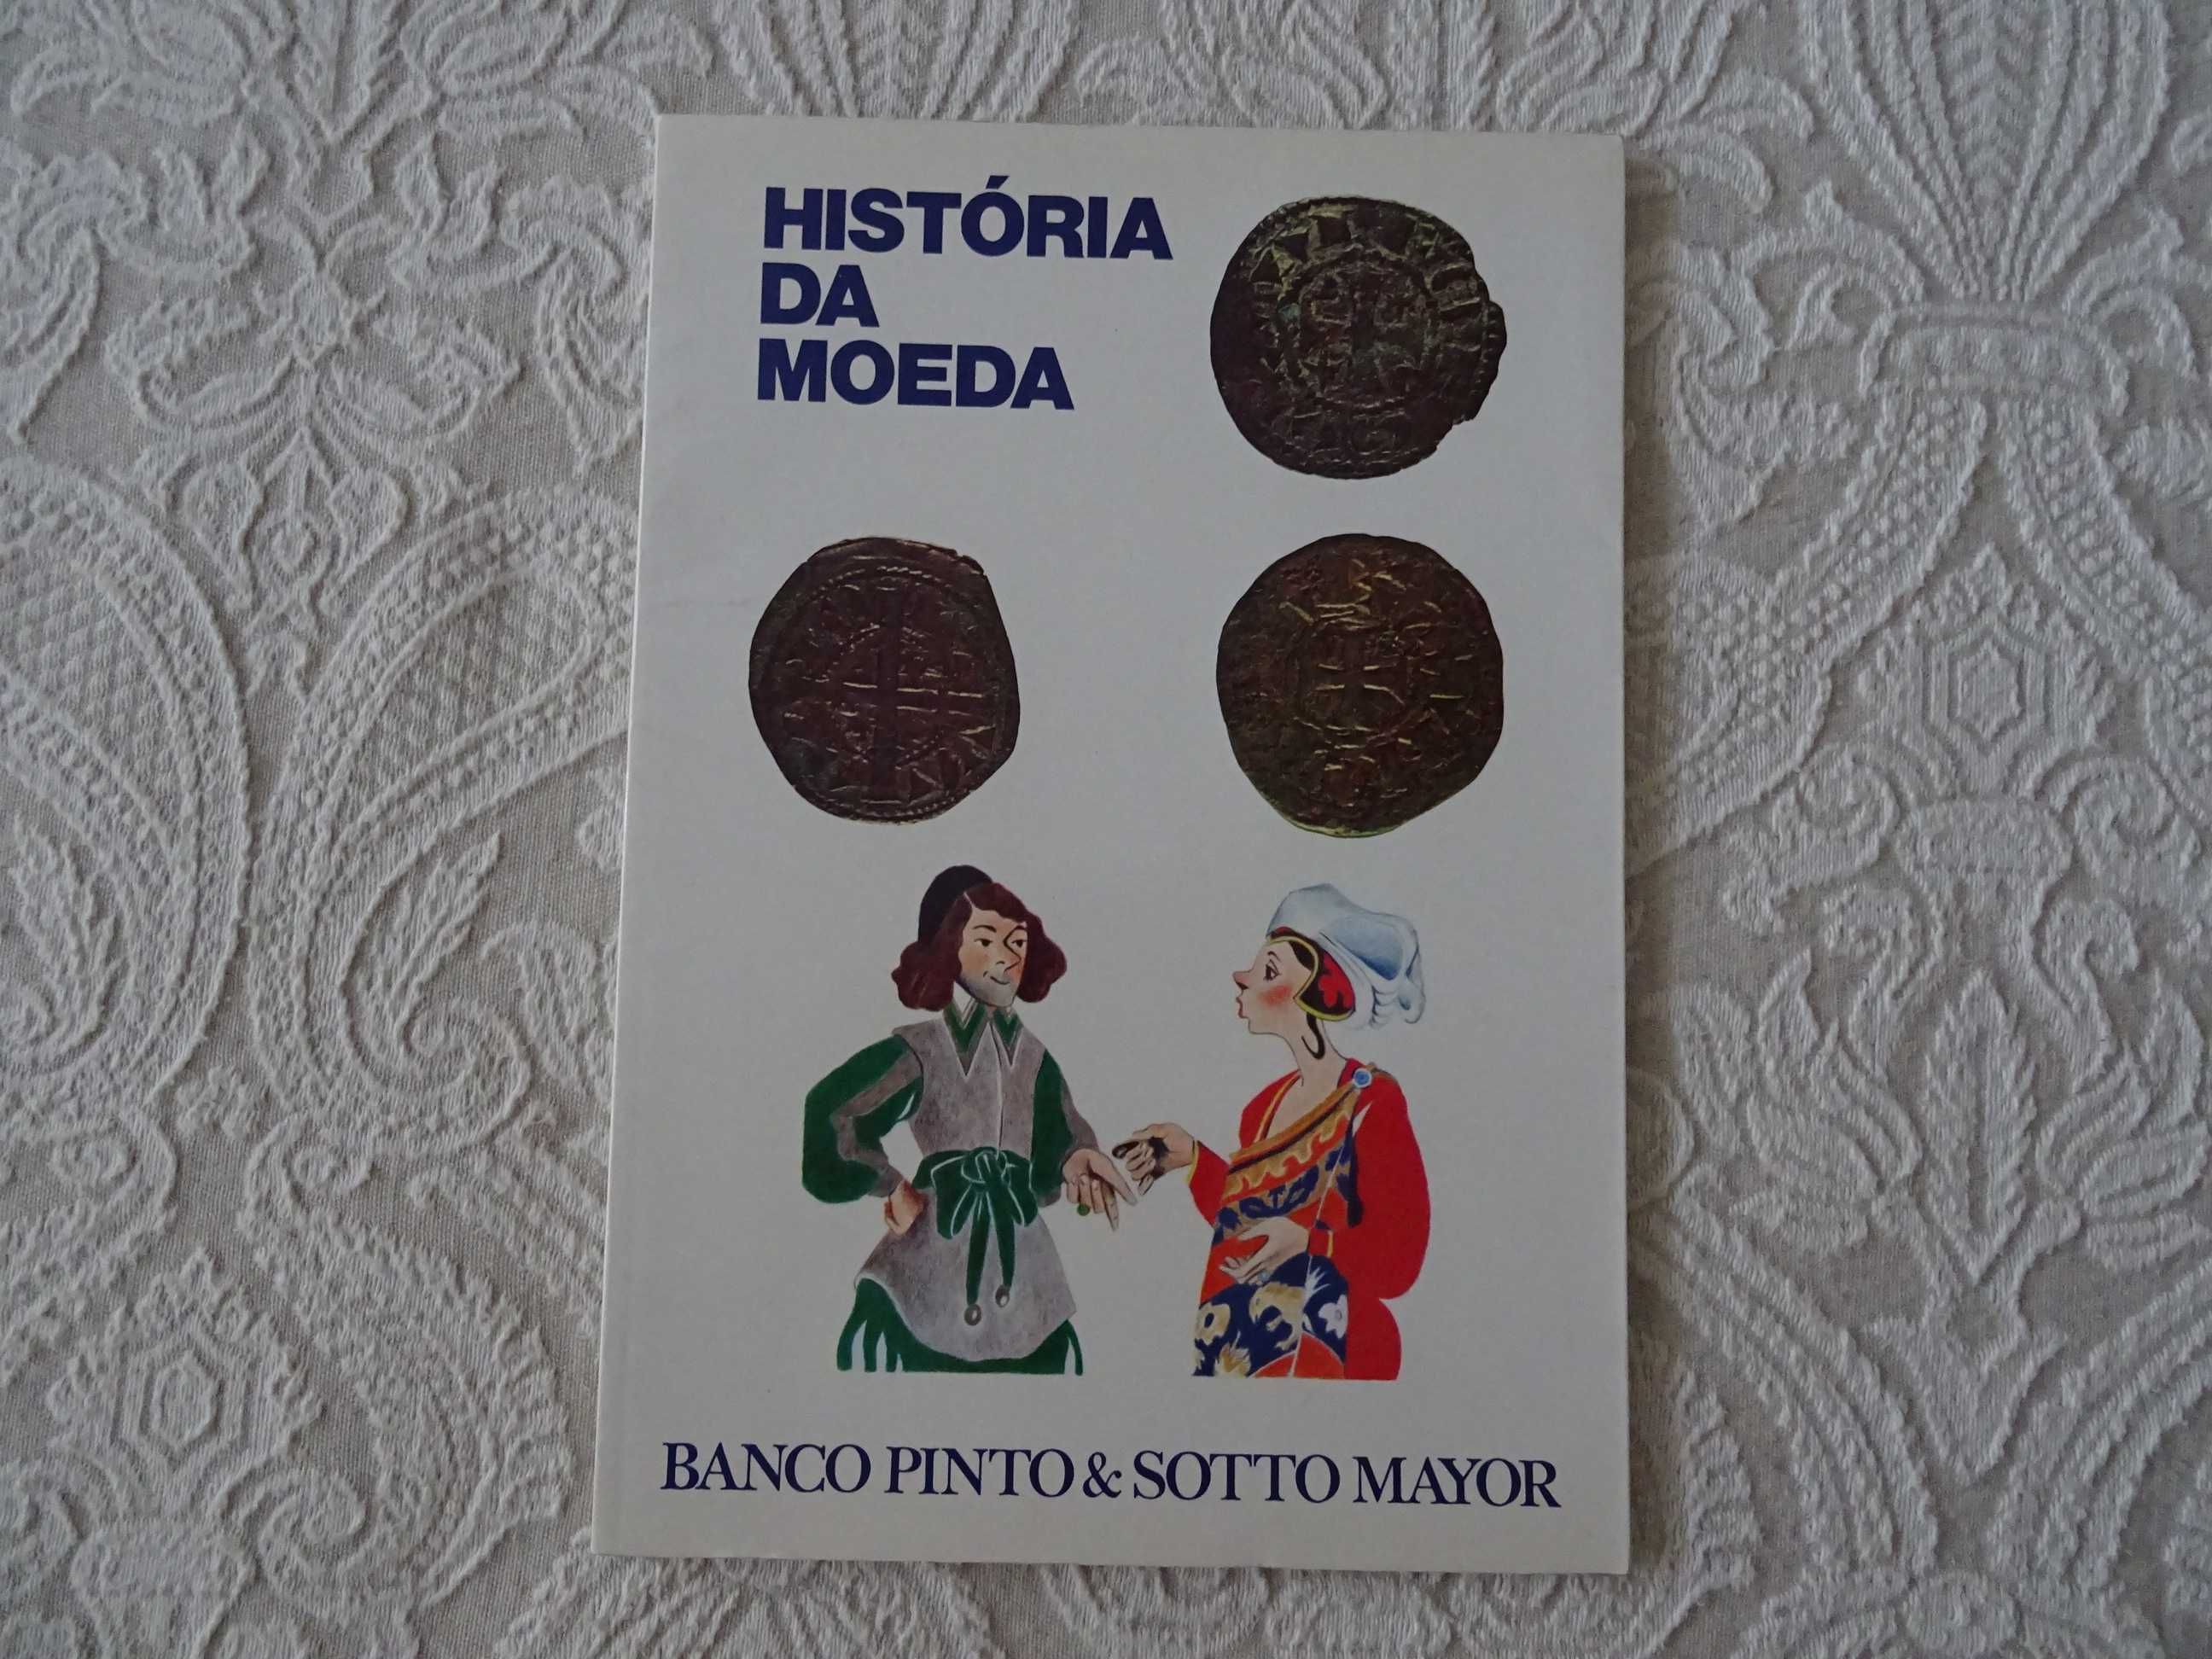 HISTÓRIA
DA
MOEDA
BANCO PINTO & SOTTO MAYOR